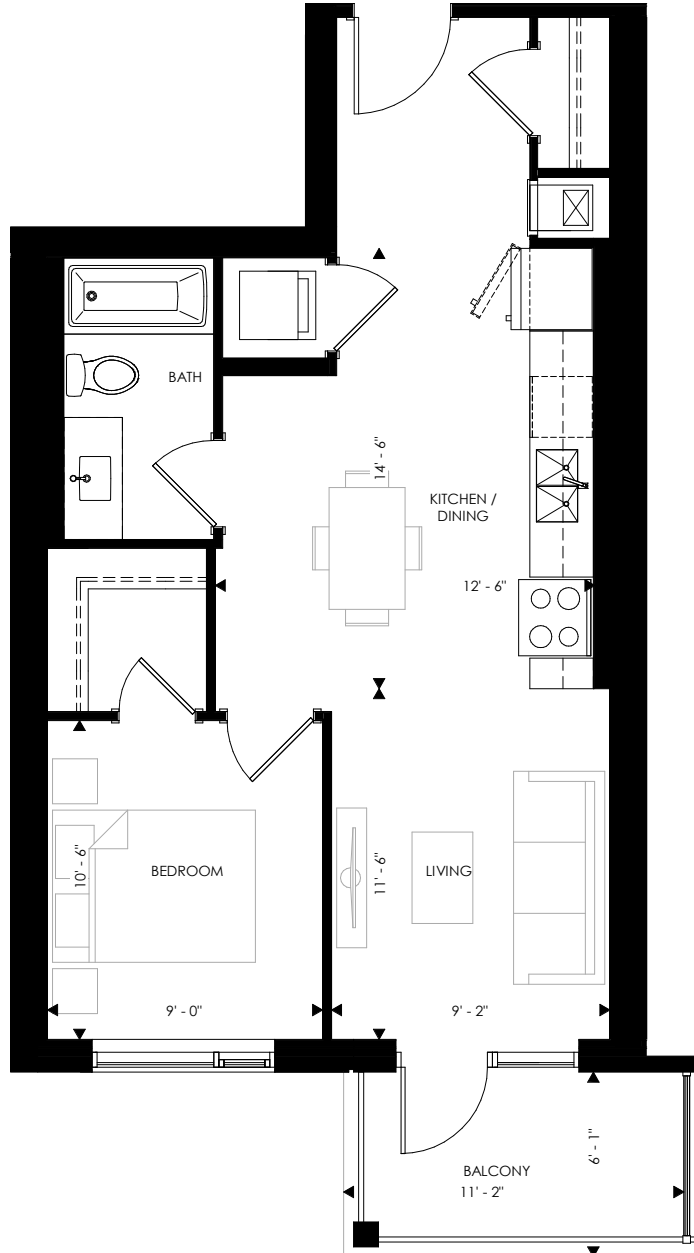 BATH
14' - 6"
KITCHEN /
DINING
12' - 6"
10' - 6"
BEDROOM
11' - 6"
LIVING
9' - 0"
9' - 2"
6' - 1"
BALCONY
11' - 2"